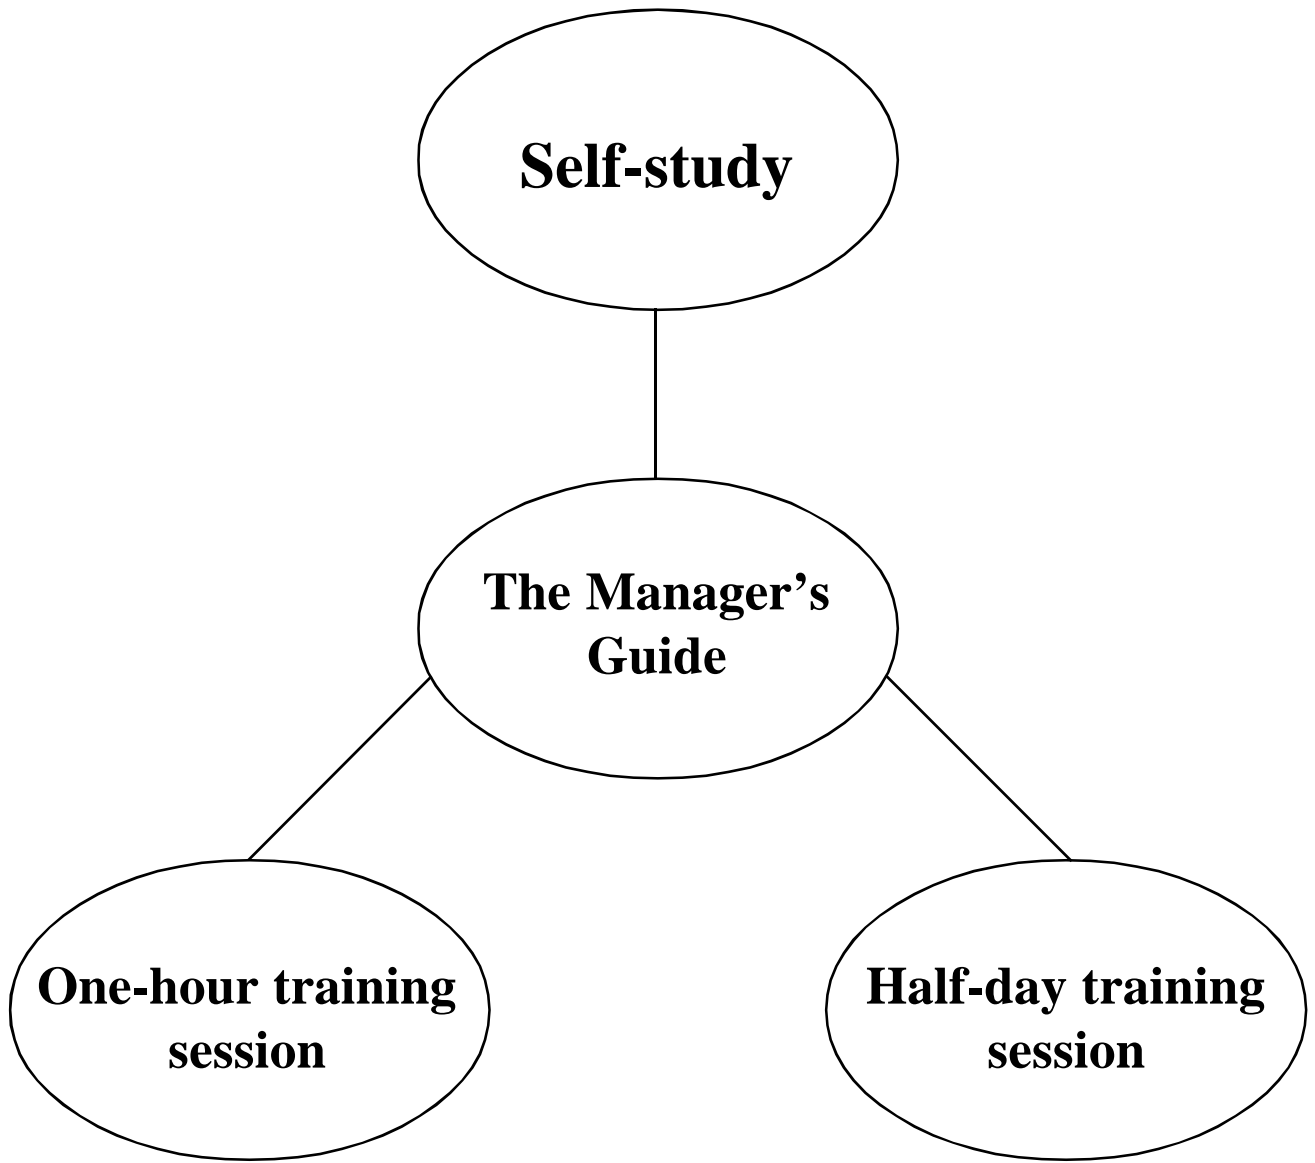 Self-study
The Manager’s
Guide
One-hour training
session
Half-day training
session